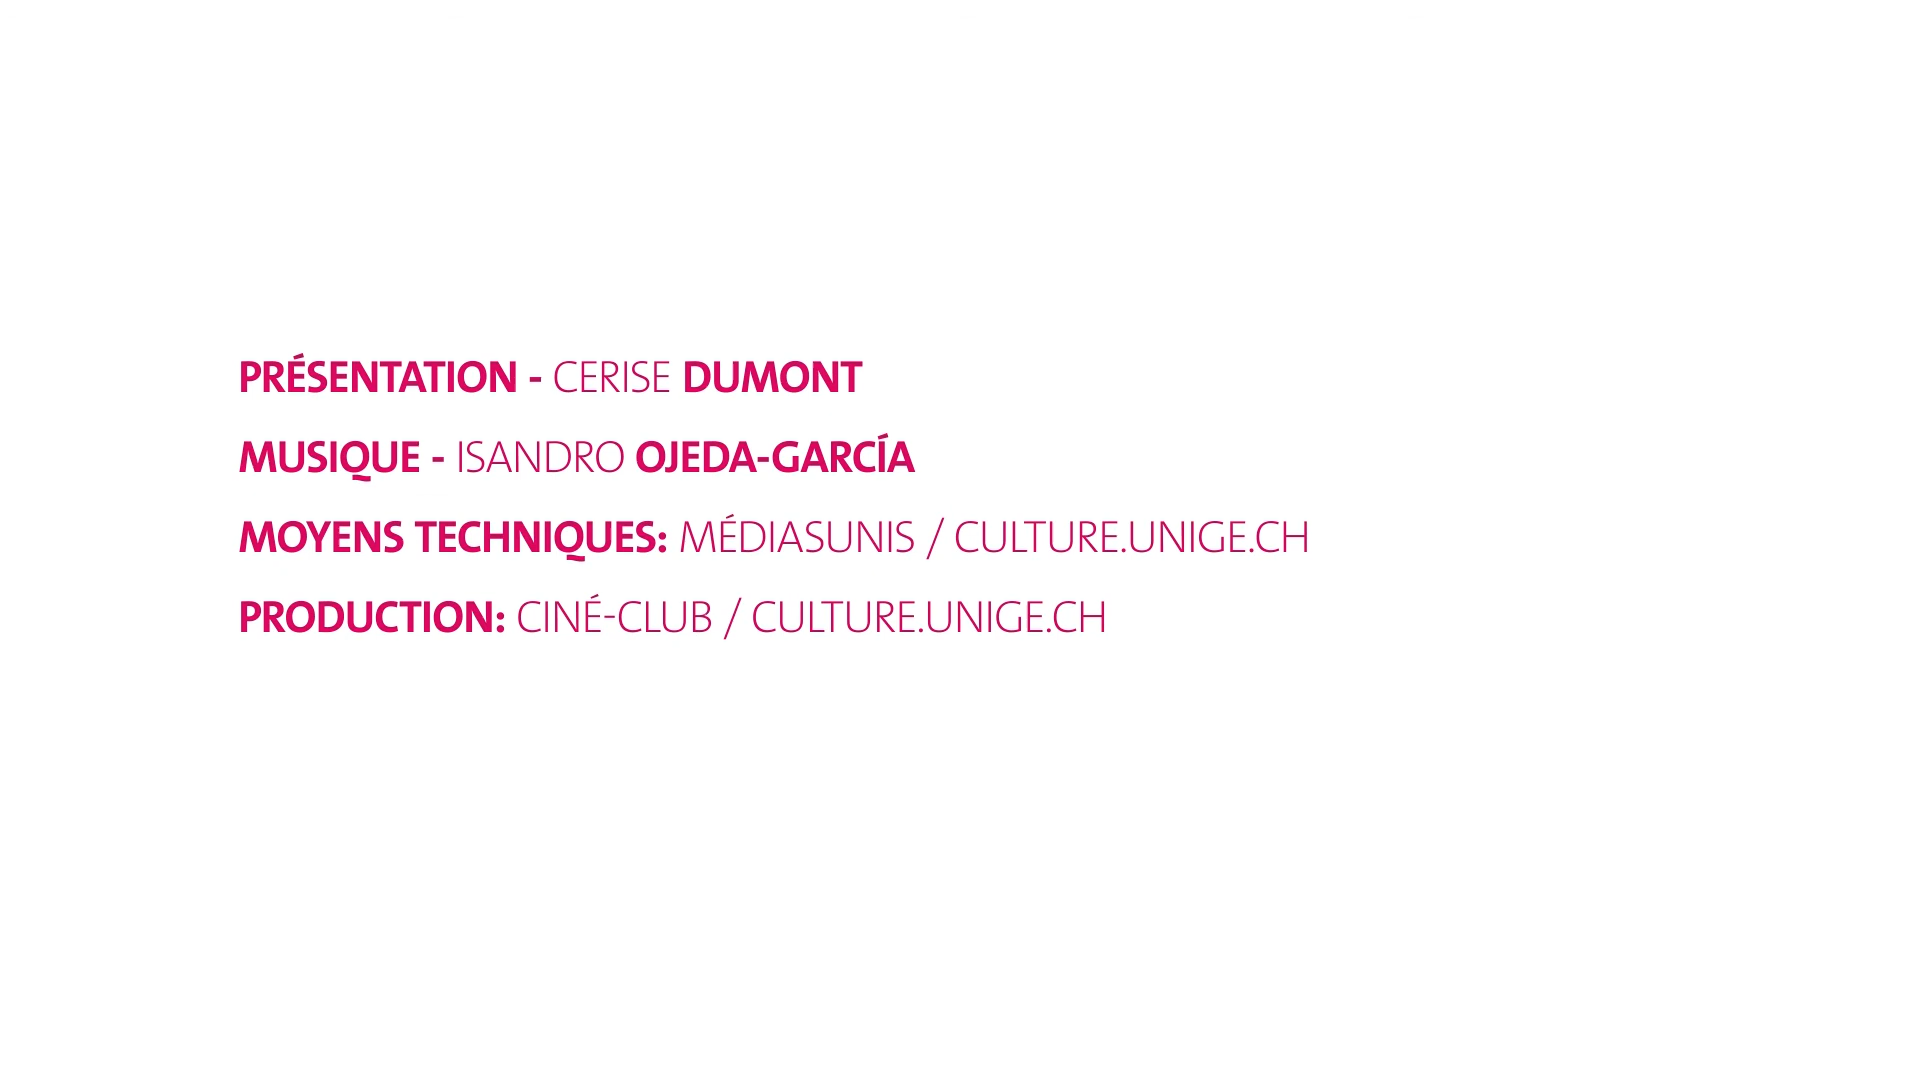 PRÉSENTATION - CERISE DUMONT
MUSIQUE - ISANDRO OJEDA-GARCÍA
MOYENS TECHNIQUES: MÉDIASUNIS / CULTURE.UNIGE.CH
PRODUCTION: CINÉ-CLUB / CULTURE.UNIGE.CH